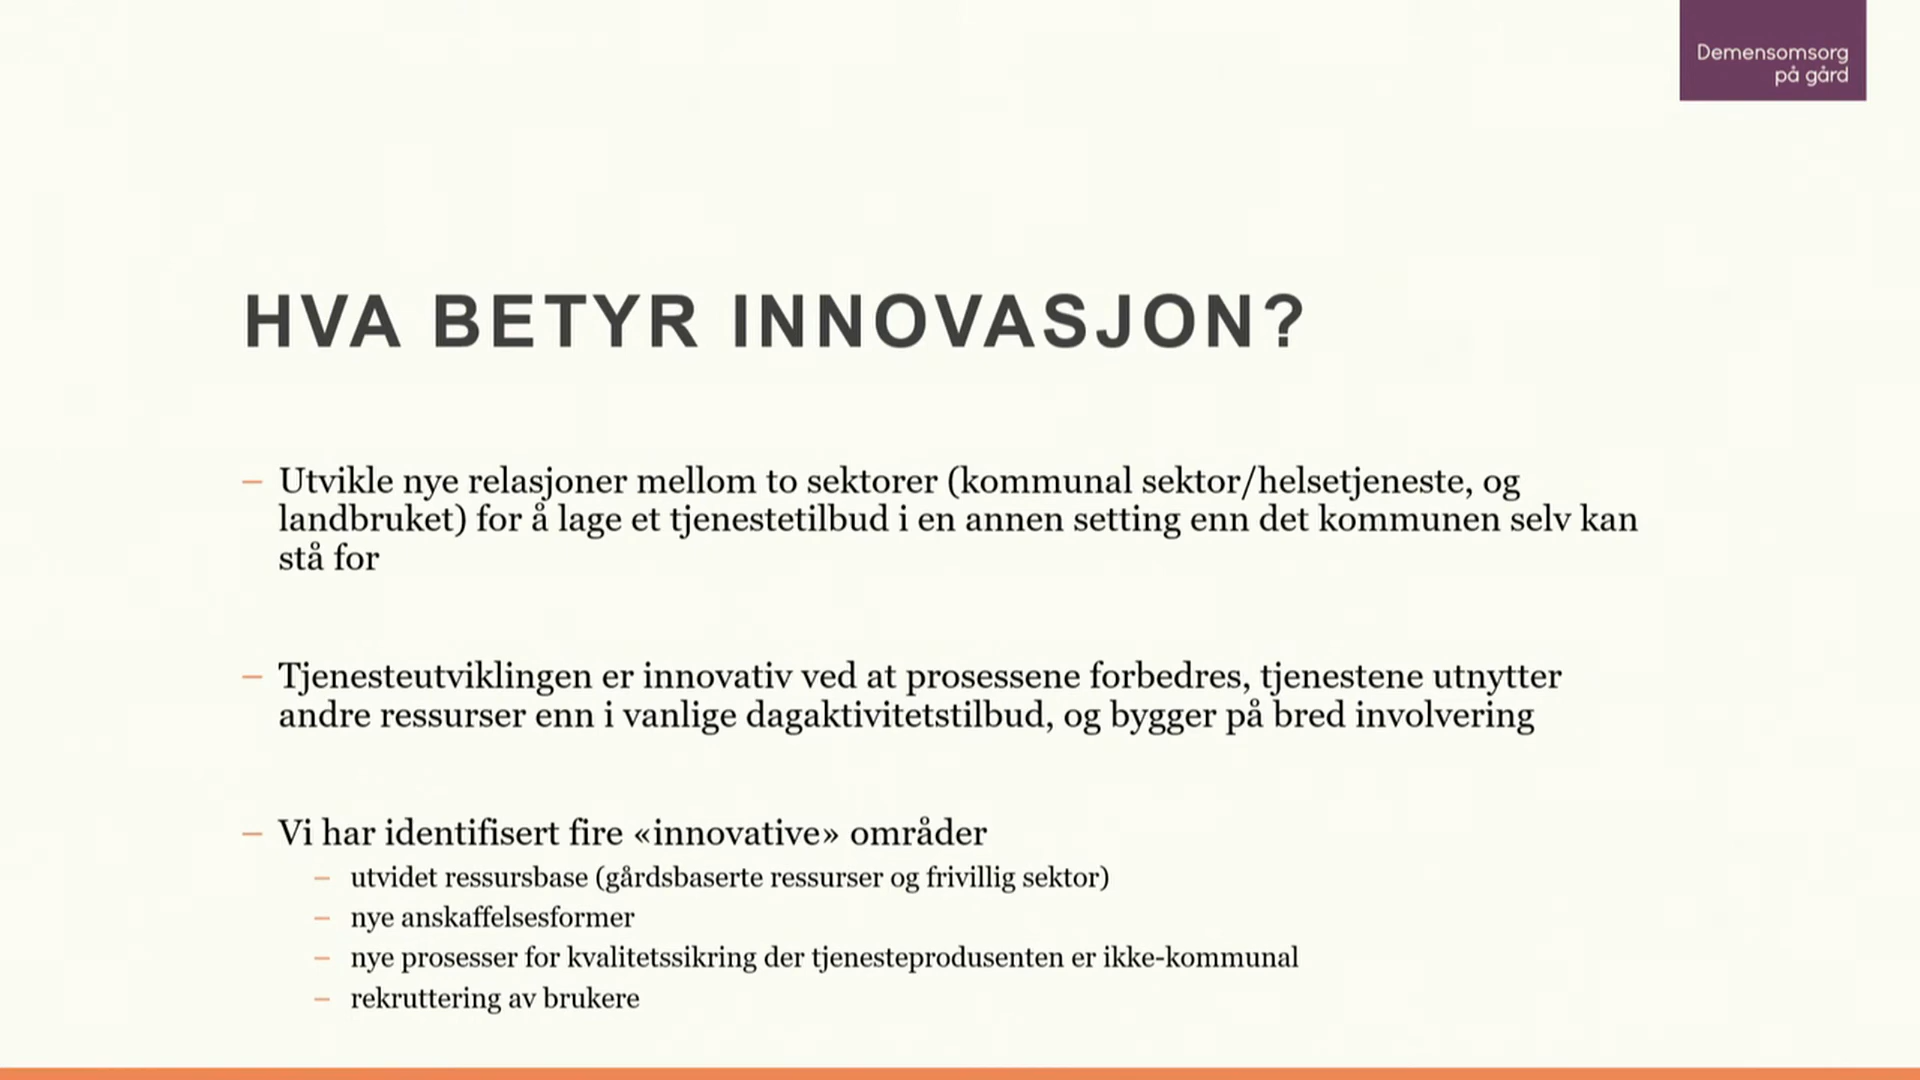 Demensomsorg
på gård
HVA BETYR INNOVASJON?
– Utvikle nye relasjoner mellom to sektorer (kommunal sektor/helsetjeneste, og
landbruket) for å lage et tjenestetilbud i en annen setting enn det kommunen selv kan
stå for
– Tjenesteutviklingen er innovativ ved at prosessene forbedres, tjenestene utnytter
andre ressurser enn i vanlige dagaktivitetstilbud, og bygger på bred involvering
– Vi har identifisert fire «innovative» områder
– utvidet ressursbase (gårdsbaserte ressurser og frivillig sektor)
– nye anskaffelsesformer
– nye prosesser for kvalitetssikring der tjenesteprodusenten er ikke-kommunal
– rekruttering av brukere